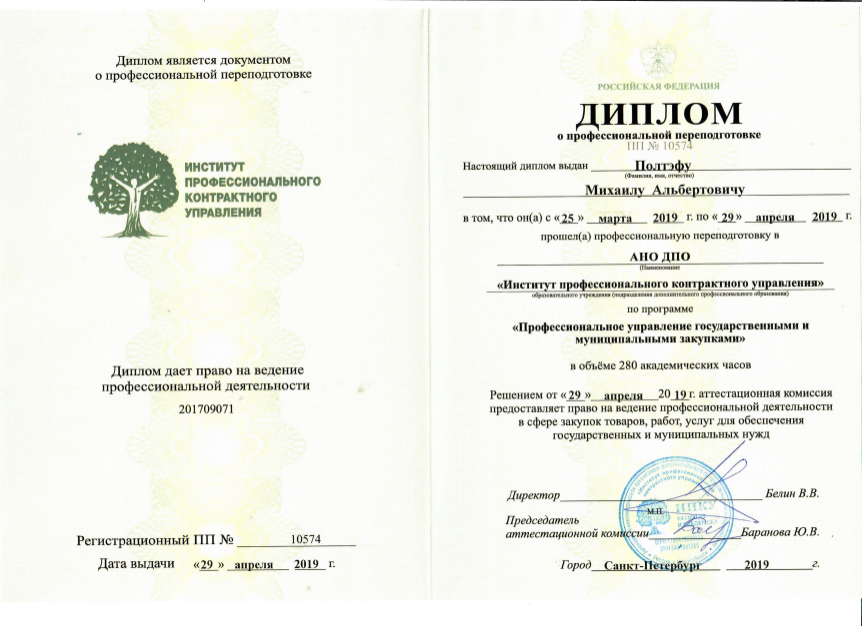 Диплом является документом
о профессиональной переподготовке
ИНСТИТУТ
ПРОФЕССИОНАЛЬНОГО
КОНТРАКТНОГО
УПРАВЛЕНИЯ
Диплом дает право на ведение
профессиональной деятельности
201709071
Регистрационный ПП № 10574
Дата выдачи «29» апреля 2019 г.
РОССИЙСКАЯ ФЕДЕРАЦИЯ
ДИПЛОМ
о профессиональной переподготовке
ПП № 10574
Настоящий диплом выдан Полтэфу
(Фамилия, имя, отчество)
Михаилу Альбертовичу
в том, что он(а) с «25» марта 2019 г. по «29» апреля 2019 г.
прошел(а) профессиональную переподготовку в
АНО ДПО
(Наименование
«Институт профессионального контрактного управления»
образовательного учреждения (подразделения дополнительного профессионального образования)
по программе
«Профессиональное управление государственными и
муниципальными закупками»
в объёме 280 академических часов
Решением от «29» апреля 2019г. аттестационная комиссия
предоставляет право на ведение профессиональной деятельности
в сфере закупок товаров, работ, услуг для обеспечения
государственных и муниципальных нужд
Директор Белин В.В.
М.П.
ИПКУ
Председатель
аттестационной комиссии Баранова Ю.В.
Город Санкт-Петербург 2019 г.